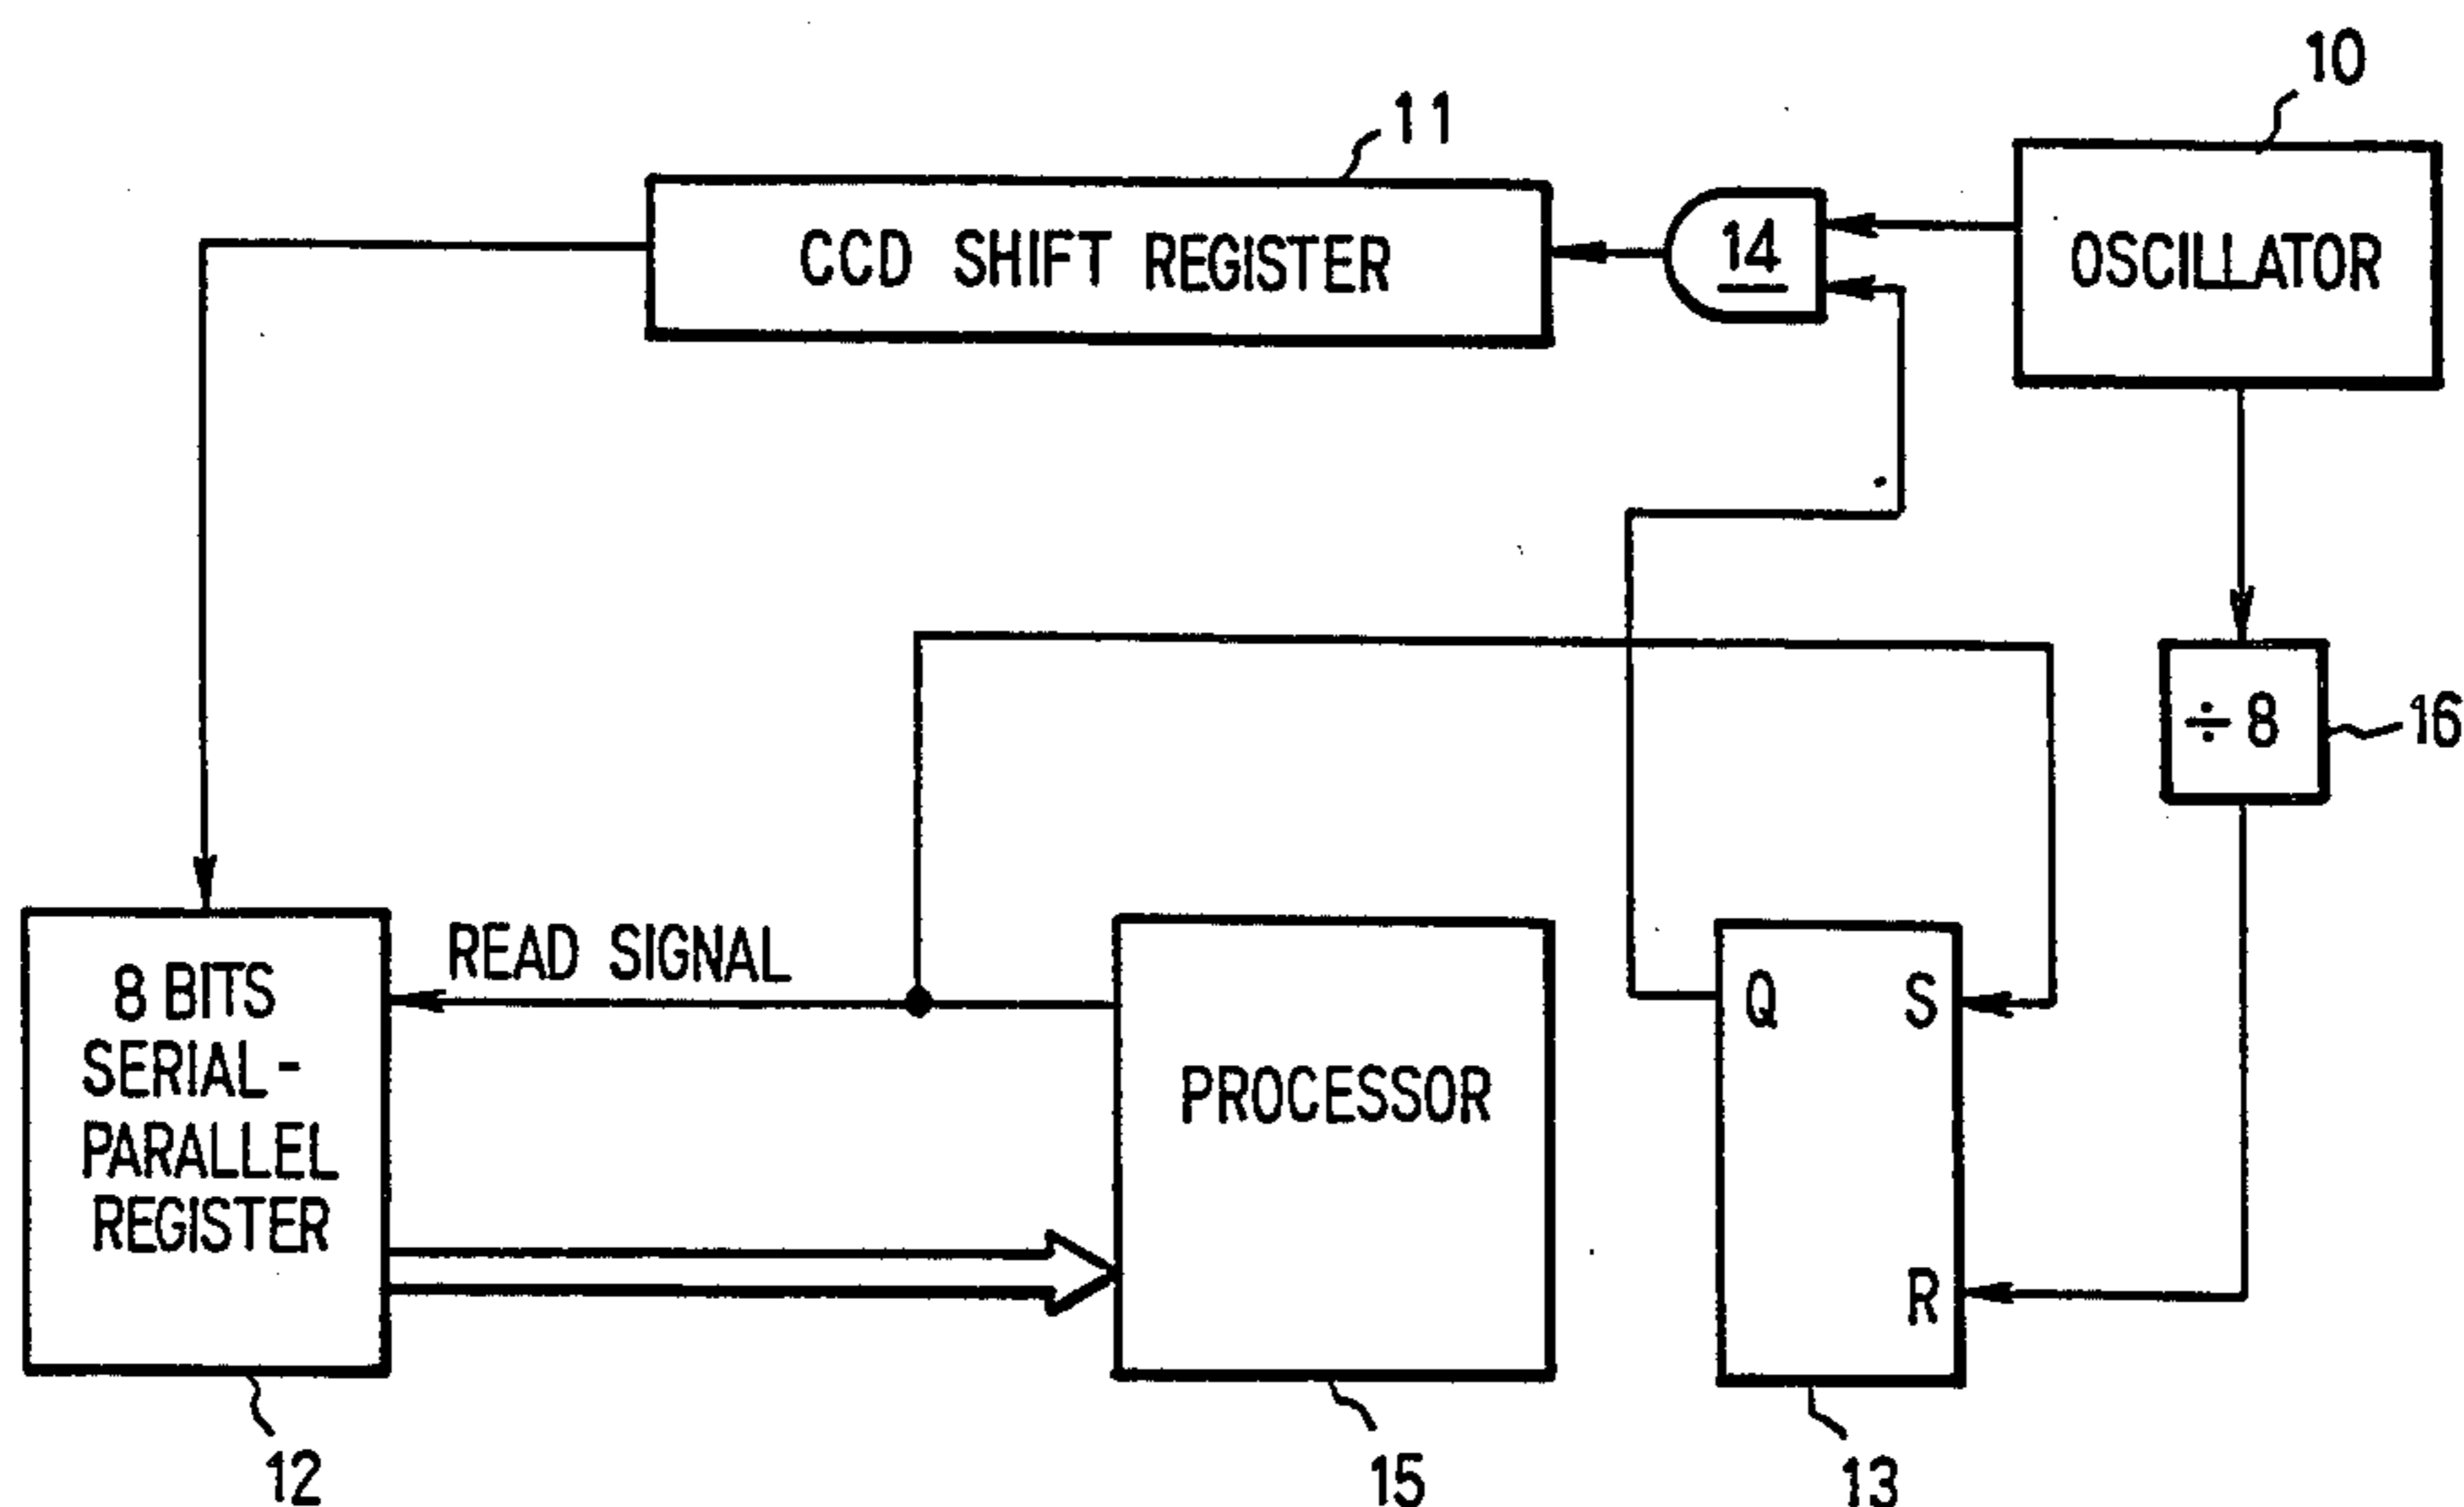 10
11
CCD SHIFT REGISTER
14
OSCILLATOR
÷8
16
READ SIGNAL
8 BITS
SERIAL-
PARALLEL
REGISTER
PROCESSOR
Q
S
R
12
15
13